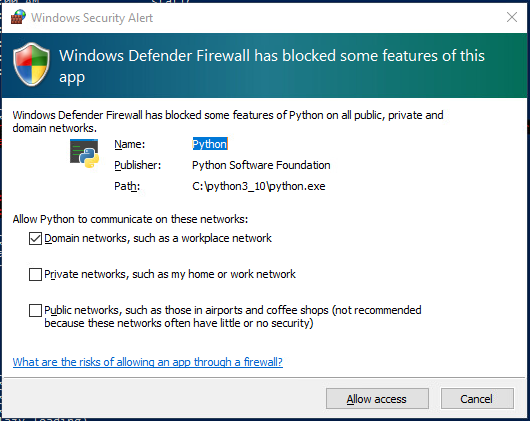 Windows Security Alert
Windows Defender Firewall has blocked some features of this
app
Windows Defender Firewall has blocked some features of Python on all public, private and
domain networks.
Name: Python
Publisher: Python Software Foundation
Path: C:\python3_10\python.exe
Allow Python to communicate on these networks:
Domain networks, such as a workplace network
Private networks, such as my home or work network
Public networks, such as those in airports and coffee shops (not recommended
because these networks often have little or no security)
What are the risks of allowing an app through a firewall?
Allow access Cancel